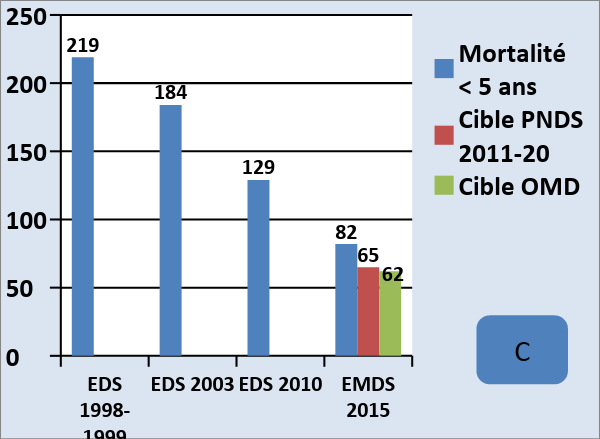 250
219
200
184
150
129
100
82
65
62
50
0
EDS
1998-
1999
EDS 2003
EDS 2010
EMDS
2015
Mortalité
< 5 ans
Cible PNDS
2011-20
Cible OMD
C